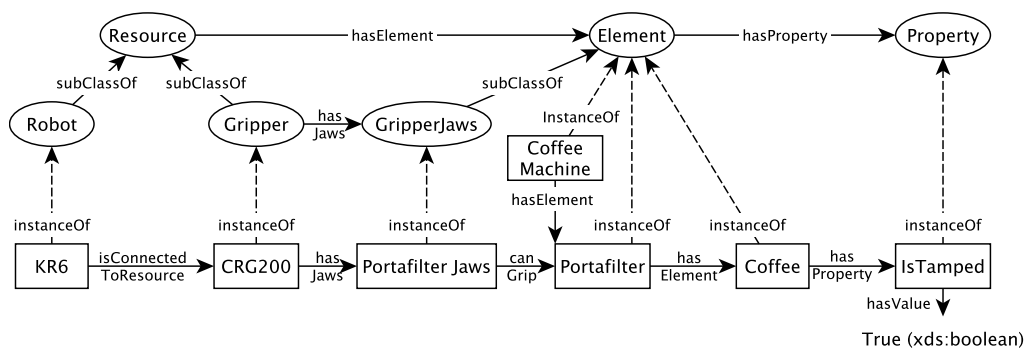 Resource
hasElement
Element
hasProperty
Property
subClassOf
subClassOf
subClassOf
Robot
Gripper
has
Jaws
GripperJaws
InstanceOf
Coffee
Machine
hasElement
instanceOf
instanceOf
instanceOf
instanceOf
instanceOf
instanceOf
KR6
isConnected
ToResource
CRG200
has
Jaws
Portafilter Jaws
can
Grip
Portafilter
has
Element
Coffee
has
Property
IsTamped
hasValue
True (xds:boolean)